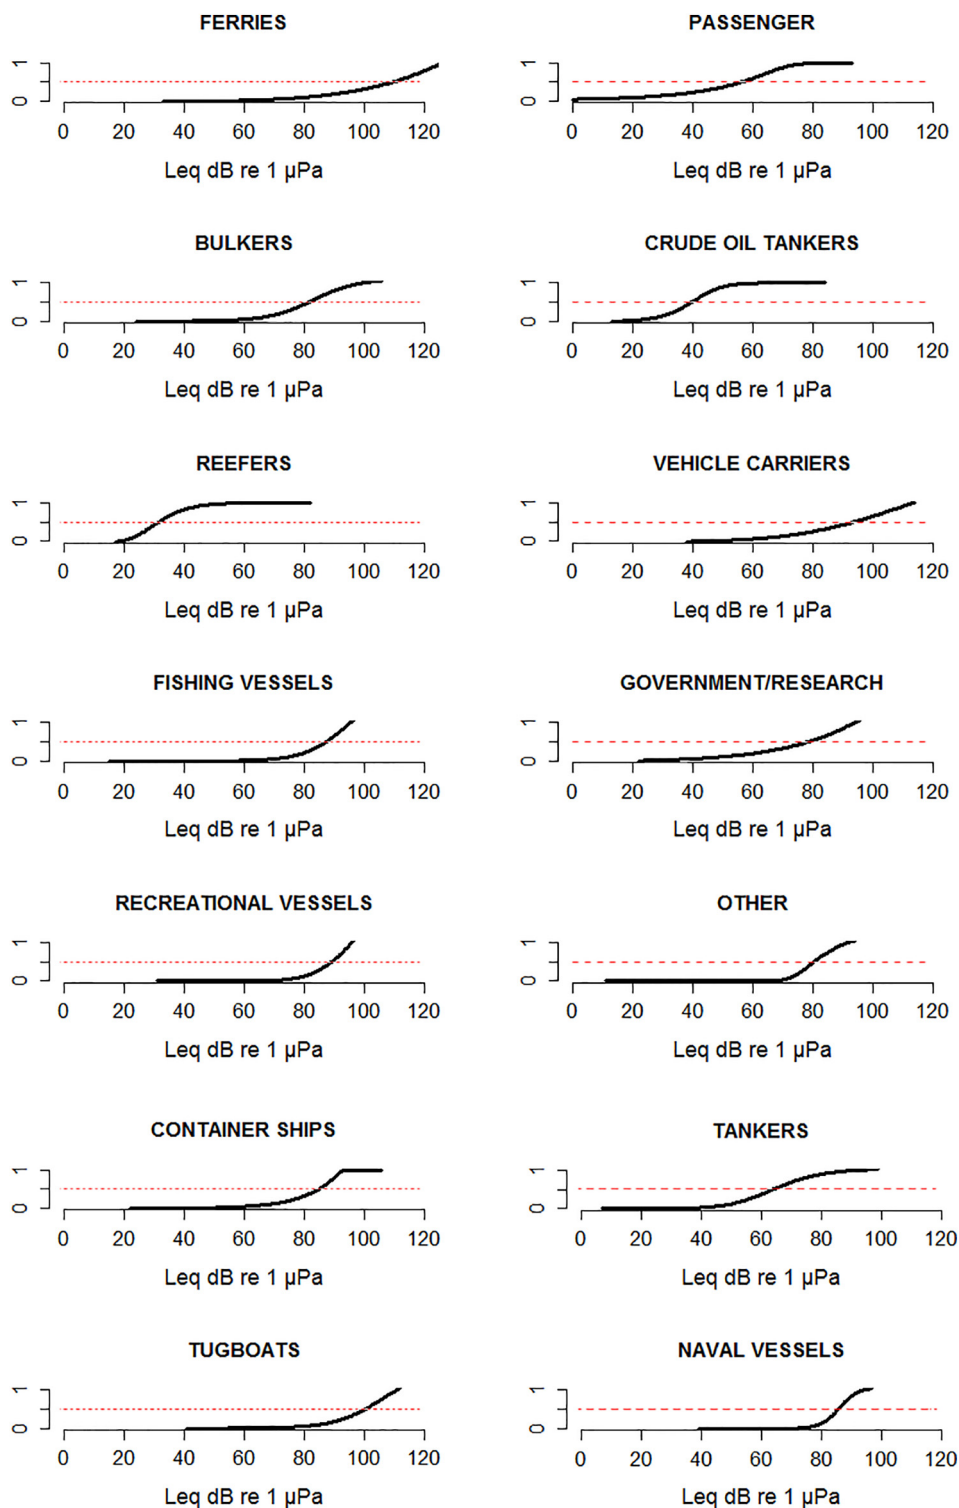 FERRIES PASSENGER
1 1
0 0
0 20 40 60 80 100 120 0 20 40 60 80 100 120
Leq dB re 1 µPa Leq dB re 1 µPa
BULKERS CRUDE OIL TANKERS
1 1
0 0
0 20 40 60 80 100 120 0 20 40 60 80 100 120
Leq dB re 1 µPa Leq dB re 1 µPa
REEFERS VEHICLE CARRIERS
1 1
0 0
0 20 40 60 80 100 120 0 20 40 60 80 100 120
Leq dB re 1 µPa Leq dB re 1 µPa
FISHING VESSELS GOVERNMENT/RESEARCH
1 1
0 0
0 20 40 60 80 100 120 0 20 40 60 80 100 120
Leq dB re 1 µPa Leq dB re 1 µPa
RECREATIONAL VESSELS OTHER
1 1
0 0
0 20 40 60 80 100 120 0 20 40 60 80 100 120
Leq dB re 1 µPa Leq dB re 1 µPa
CONTAINER SHIPS TANKERS
1 1
0 0
0 20 40 60 80 100 120 0 20 40 60 80 100 120
Leq dB re 1 µPa Leq dB re 1 µPa
TUGBOATS NAVAL VESSELS
1 1
0 0
0 20 40 60 80 100 120 0 20 40 60 80 100 120
Leq dB re 1 µPa Leq dB re 1 µPa